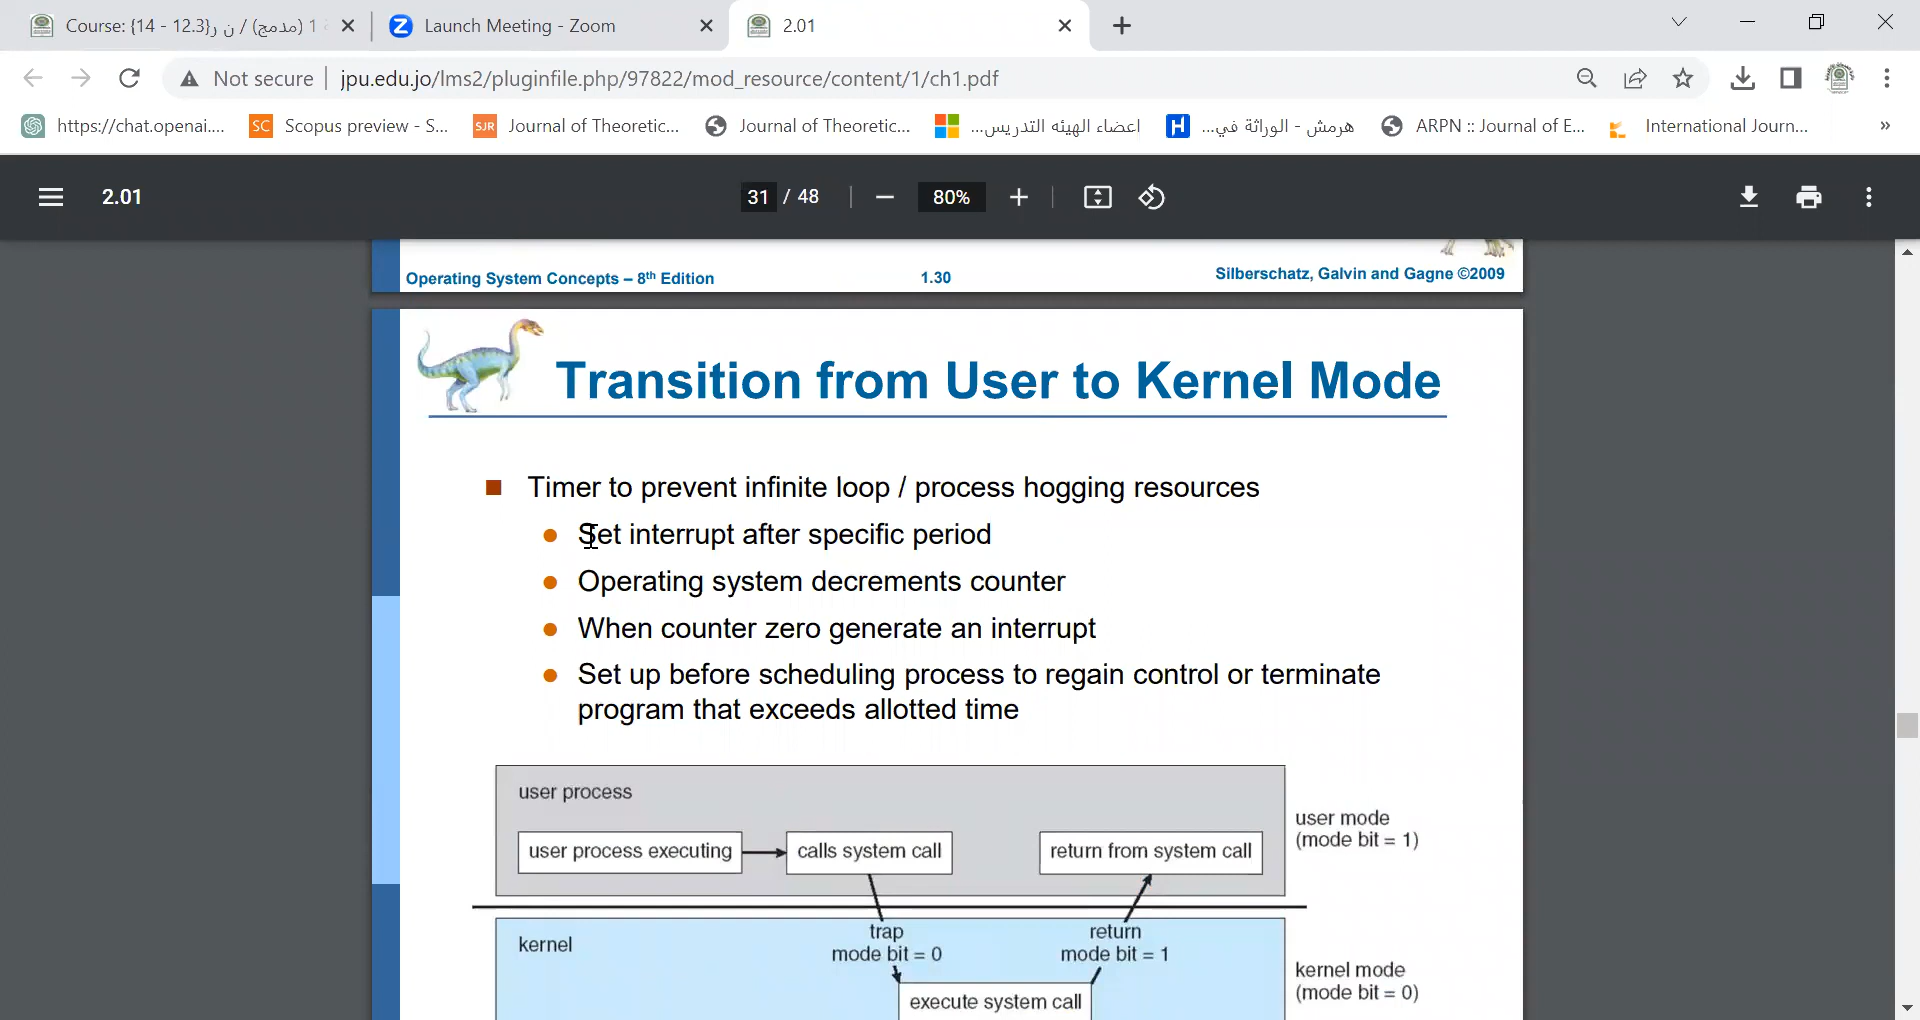 Course: {14 - 12.3}ر ن / (مدمج) 1
Launch Meeting - Zoom
2.01
Not secure
jpu.edu.jo/lms2/pluginfile.php/97822/mod_resource/content/1/ch1.pdf
https://chat.openai....
SC
Scopus preview - S...
SJR
Journal of Theoretic...
Journal of Theoretic...
اعضاء الهيئه التدريس...
H
هرمش - الوراثة في...
ARPN :: Journal of E...
International Journ...
»
2.01
31 / 48
80%
Operating System Concepts – 8th Edition
1.30
Silberschatz, Galvin and Gagne ©2009
Transition from User to Kernel Mode
Timer to prevent infinite loop / process hogging resources
Set interrupt after specific period
Operating system decrements counter
When counter zero generate an interrupt
Set up before scheduling process to regain control or terminate
program that exceeds allotted time
user process
user process executing
calls system call
return from system call
user mode
(mode bit = 1)
kernel
trap
mode bit = 0
return
mode bit = 1
execute system call
kernel mode
(mode bit = 0)